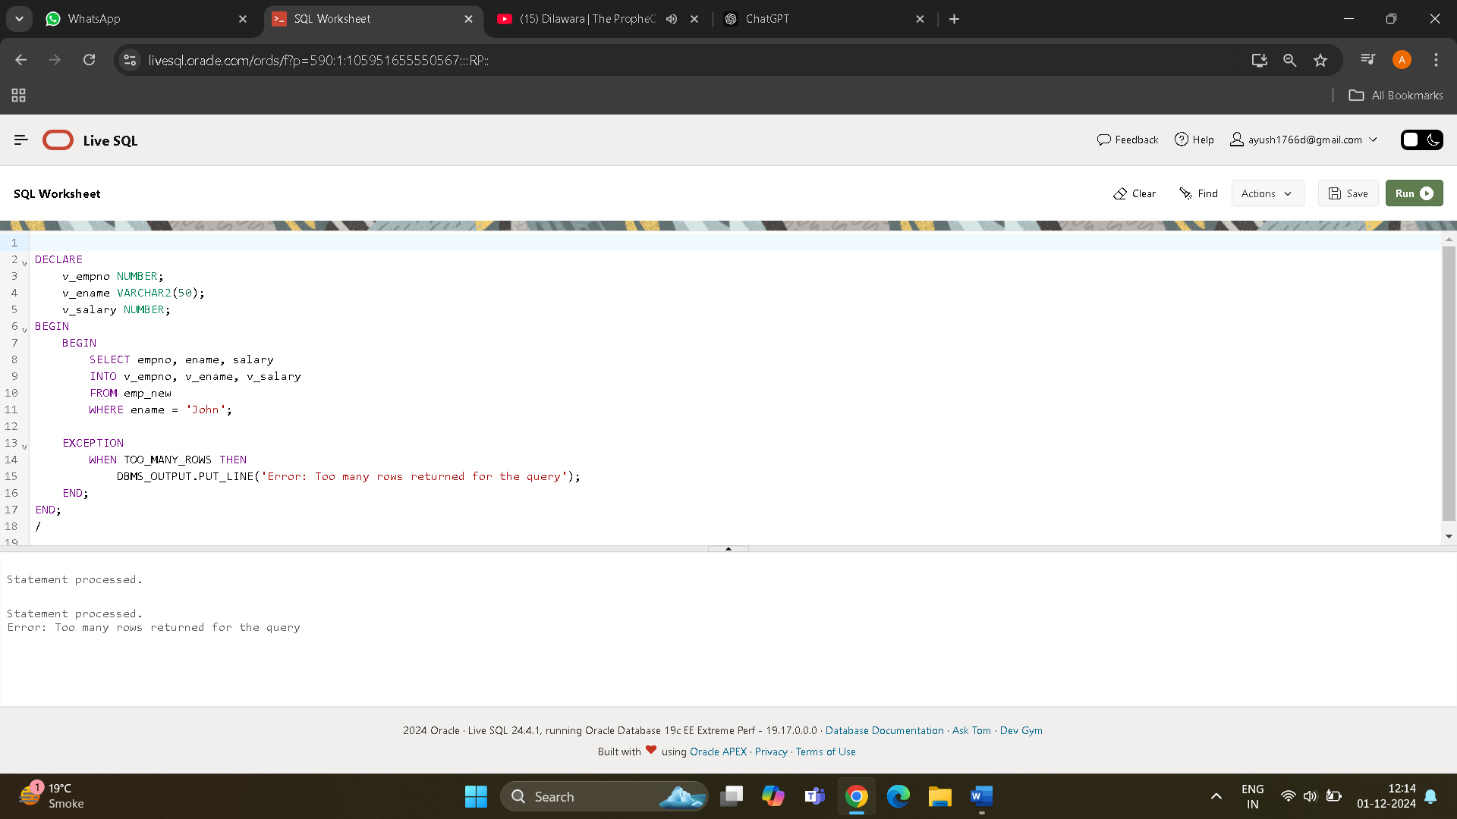 WhatsApp
SQL Worksheet
(15) Dilawara | The PropheC
ChatGPT
livesql.oracle.com/ords/f?p=590:1:105951655550567:::RP::
A
All Bookmarks
Live SQL
Feedback
Help
ayush1766d@gmail.com
SQL Worksheet
Clear
Find
Actions
Save
Run
1
2 DECLARE
3 v_empno NUMBER;
4 v_ename VARCHAR2(50);
5 v_salary NUMBER;
6 BEGIN
7 BEGIN
8 SELECT empno, ename, salary
9 INTO v_empno, v_ename, v_salary
10 FROM emp_new
11 WHERE ename = 'John';
12
13 EXCEPTION
14 WHEN TOO_MANY_ROWS THEN
15 DBMS_OUTPUT.PUT_LINE('Error: Too many rows returned for the query');
16 END;
17 END;
18 /
19
Statement processed.
Statement processed.
Error: Too many rows returned for the query
2024 Oracle · Live SQL 24.4.1, running Oracle Database 19c EE Extreme Perf - 19.17.0.0.0 · Database Documentation · Ask Tom · Dev Gym
Built with ❤ using Oracle APEX · Privacy · Terms of Use
1
19°C
Smoke
Search
ENG
IN
12:14
01-12-2024